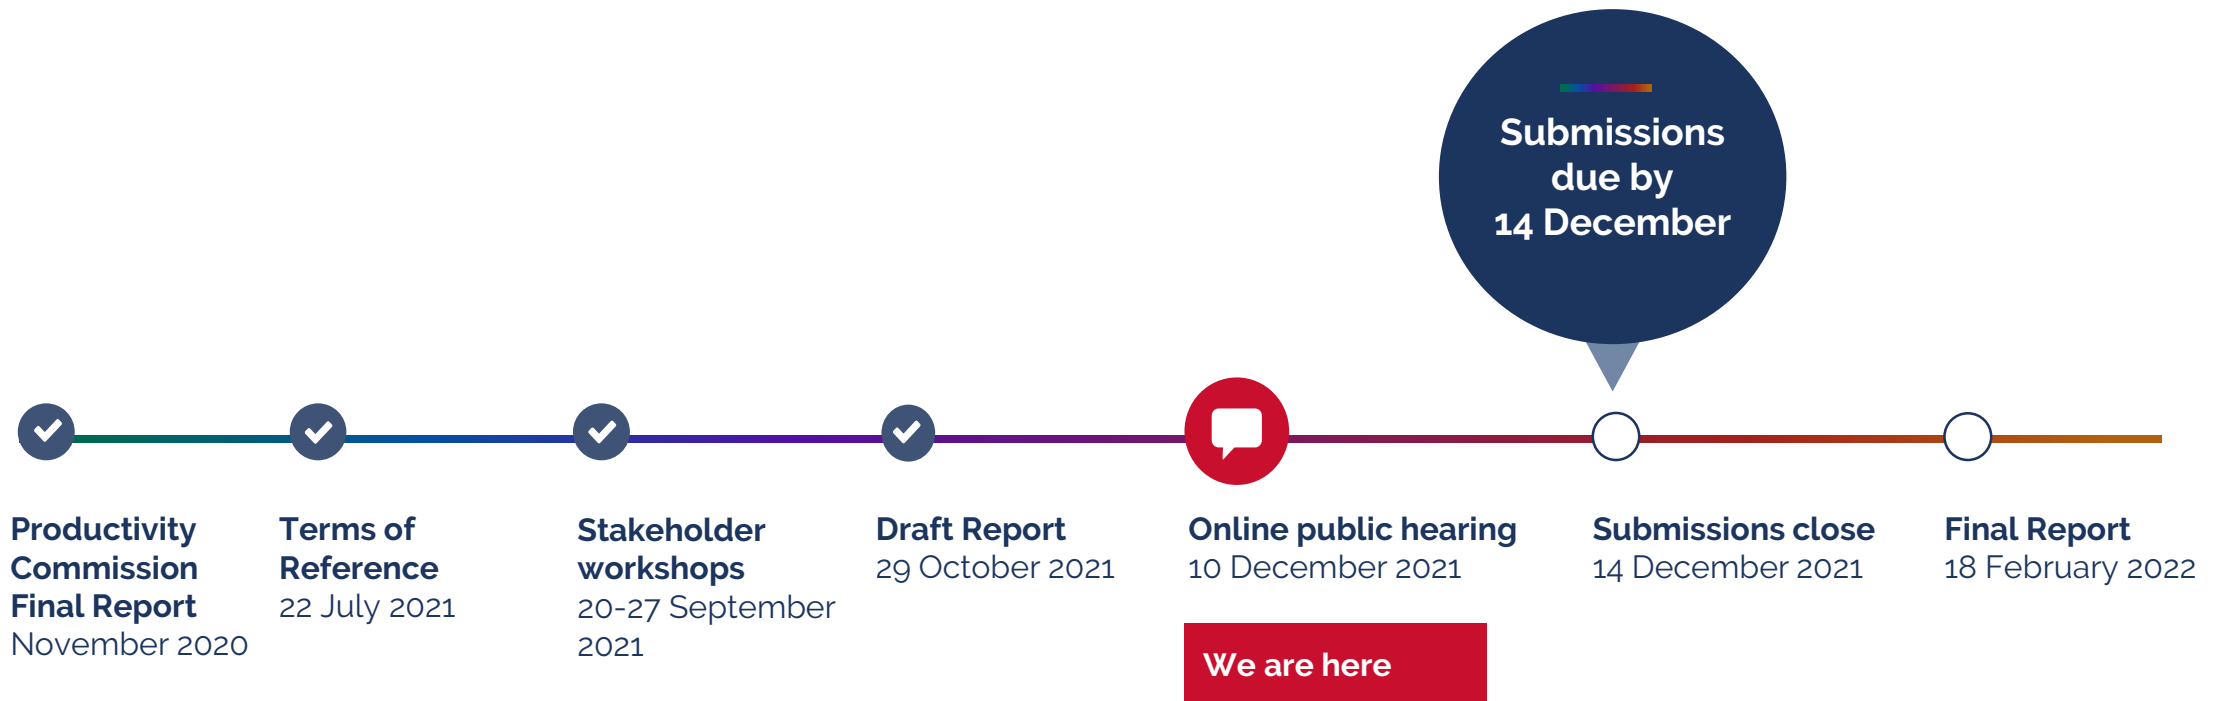 Submissions
due by
14 December
Productivity
Commission
Final Report
November 2020
Terms of
Reference
22 July 2021
Stakeholder
workshops
20-27 September
2021
Draft Report
29 October 2021
Online public hearing
10 December 2021
We are here
Submissions close
14 December 2021
Final Report
18 February 2022